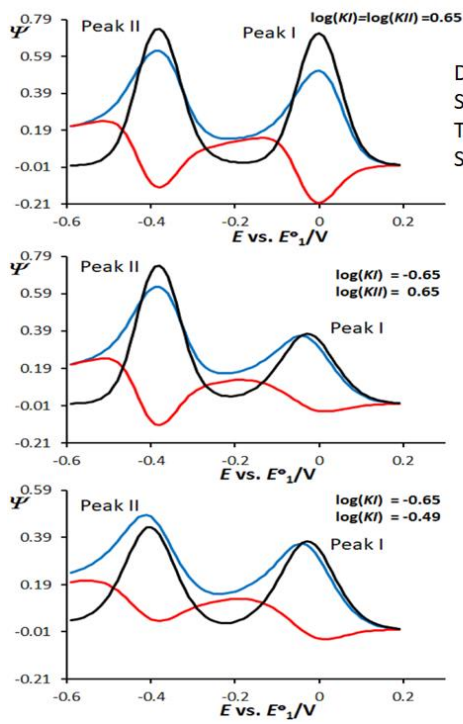 Ψ 0.79
Peak II
Peak I
log(KI)=log(KII) =0.65
0.59
0.39
0.19
-0.01
-0.21
-0.6 -0.4 -0.2 0 0.2
E vs. E°₁/V
D
S
T
S
Ψ 0.79
Peak II
log(KI) = -0.65
log(KII) = 0.65
0.59
Peak I
0.39
0.19
-0.01
-0.21
-0.6 -0.4 -0.2 0 0.2
E vs. E°₁/V
Ψ 0.59
Peak II
log(KI) = -0.65
log(KI) = -0.49
0.39
Peak I
0.19
-0.01
-0.21
-0.6 -0.4 -0.2 0 0.2
E vs. E°₁/V